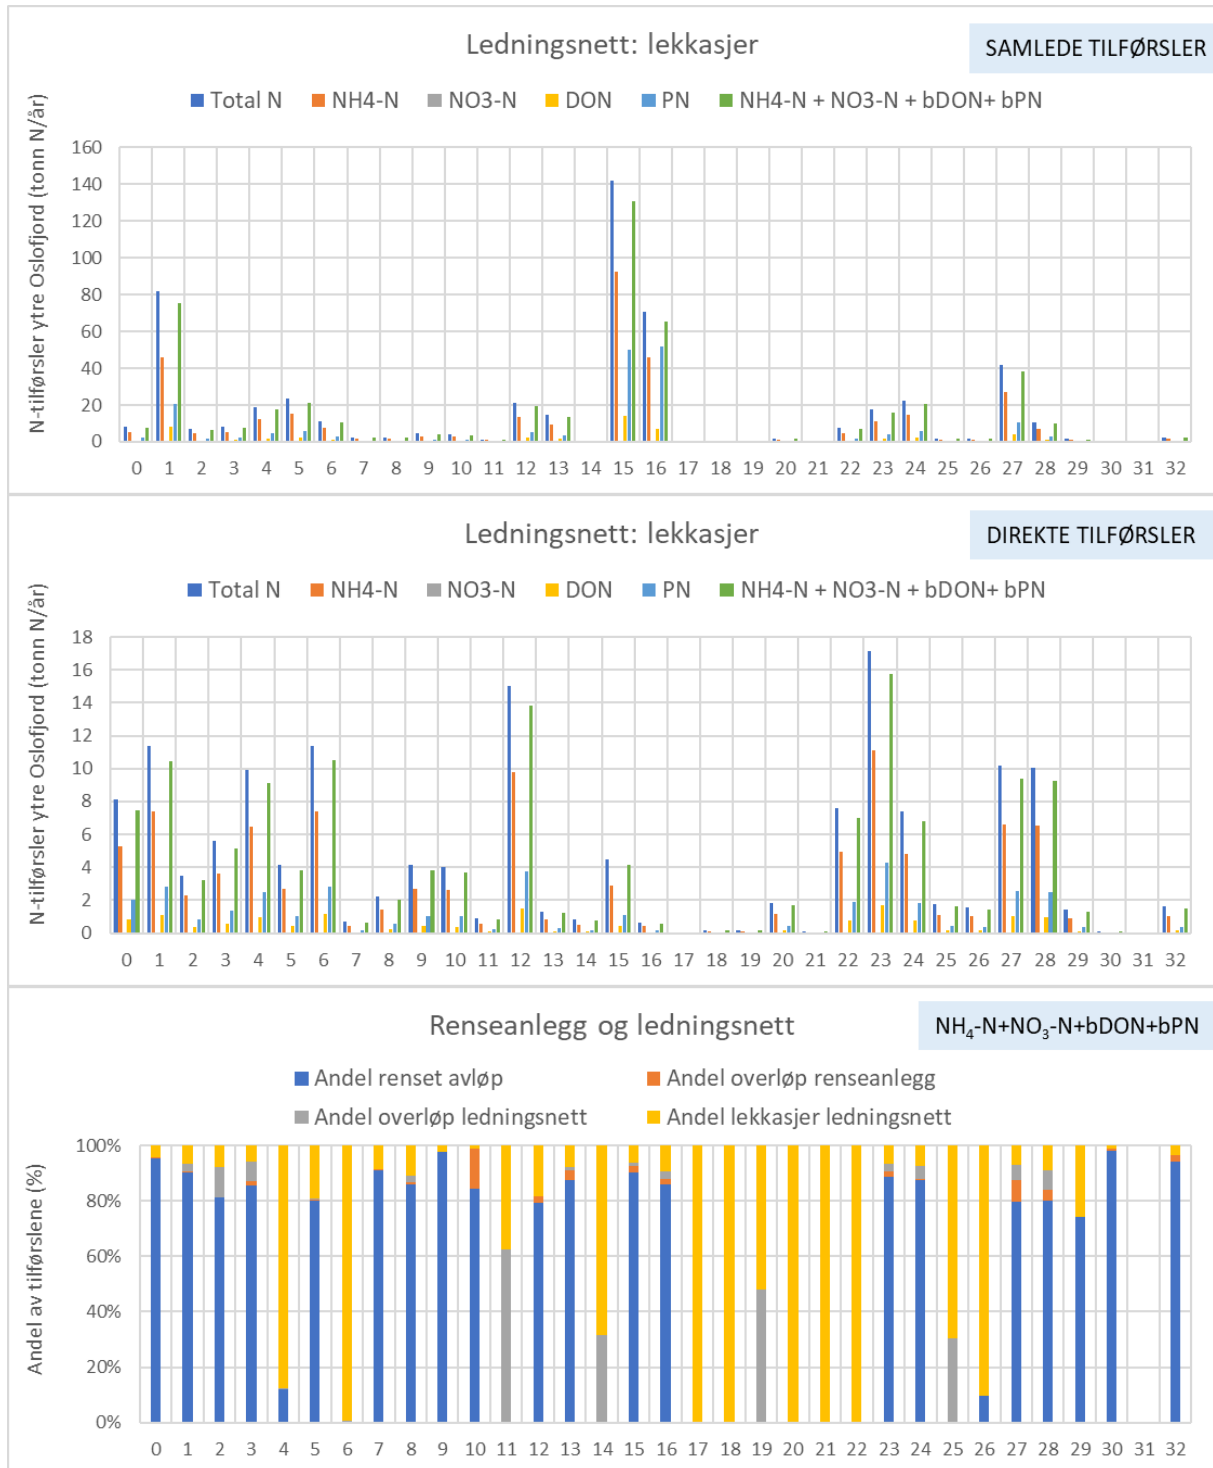 Ledningsnett: lekkasjer
SAMLEDE TILFØRSLER
Total N NH4-N NO3-N DON PN NH4-N + NO3-N + bDON+ bPN
N-tilførsler ytre Oslofjord (tonn N/år)
160
140
120
100
80
60
40
20
0
0 1 2 3 4 5 6 7 8 9 10 11 12 13 14 15 16 17 18 19 20 21 22 23 24 25 26 27 28 29 30 31 32
Ledningsnett: lekkasjer
DIREKTE TILFØRSLER
Total N NH4-N NO3-N DON PN NH4-N + NO3-N + bDON+ bPN
N-tilførsler ytre Oslofjord (tonn N/år)
18
16
14
12
10
8
6
4
2
0
0 1 2 3 4 5 6 7 8 9 10 11 12 13 14 15 16 17 18 19 20 21 22 23 24 25 26 27 28 29 30 31 32
Renseanlegg og ledningsnett
NH₄-N+NO₃-N+bDON+bPN
Andel renset avløp Andel overløp renseanlegg
Andel overløp ledningsnett Andel lekkasjer ledningsnett
Andel av tilførslene (%)
100%
80%
60%
40%
20%
0%
0 1 2 3 4 5 6 7 8 9 10 11 12 13 14 15 16 17 18 19 20 21 22 23 24 25 26 27 28 29 30 31 32